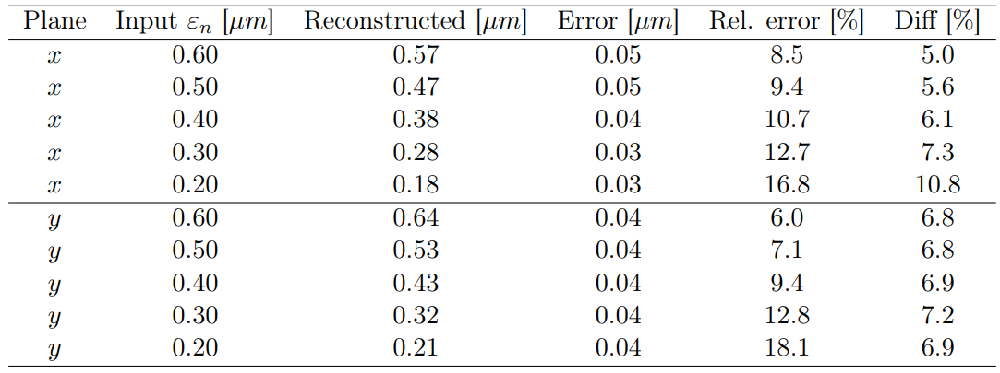 Plane Input εn [μm] Reconstructed [μm] Error [μm] Rel. error [%] Diff [%]
x 0.60 0.57 0.05 8.5 5.0
x 0.50 0.47 0.05 9.4 5.6
x 0.40 0.38 0.04 10.7 6.1
x 0.30 0.28 0.03 12.7 7.3
x 0.20 0.18 0.03 16.8 10.8
y 0.60 0.64 0.04 6.0 6.8
y 0.50 0.53 0.04 7.1 6.8
y 0.40 0.43 0.04 9.4 6.9
y 0.30 0.32 0.04 12.8 7.2
y 0.20 0.21 0.04 18.1 6.9